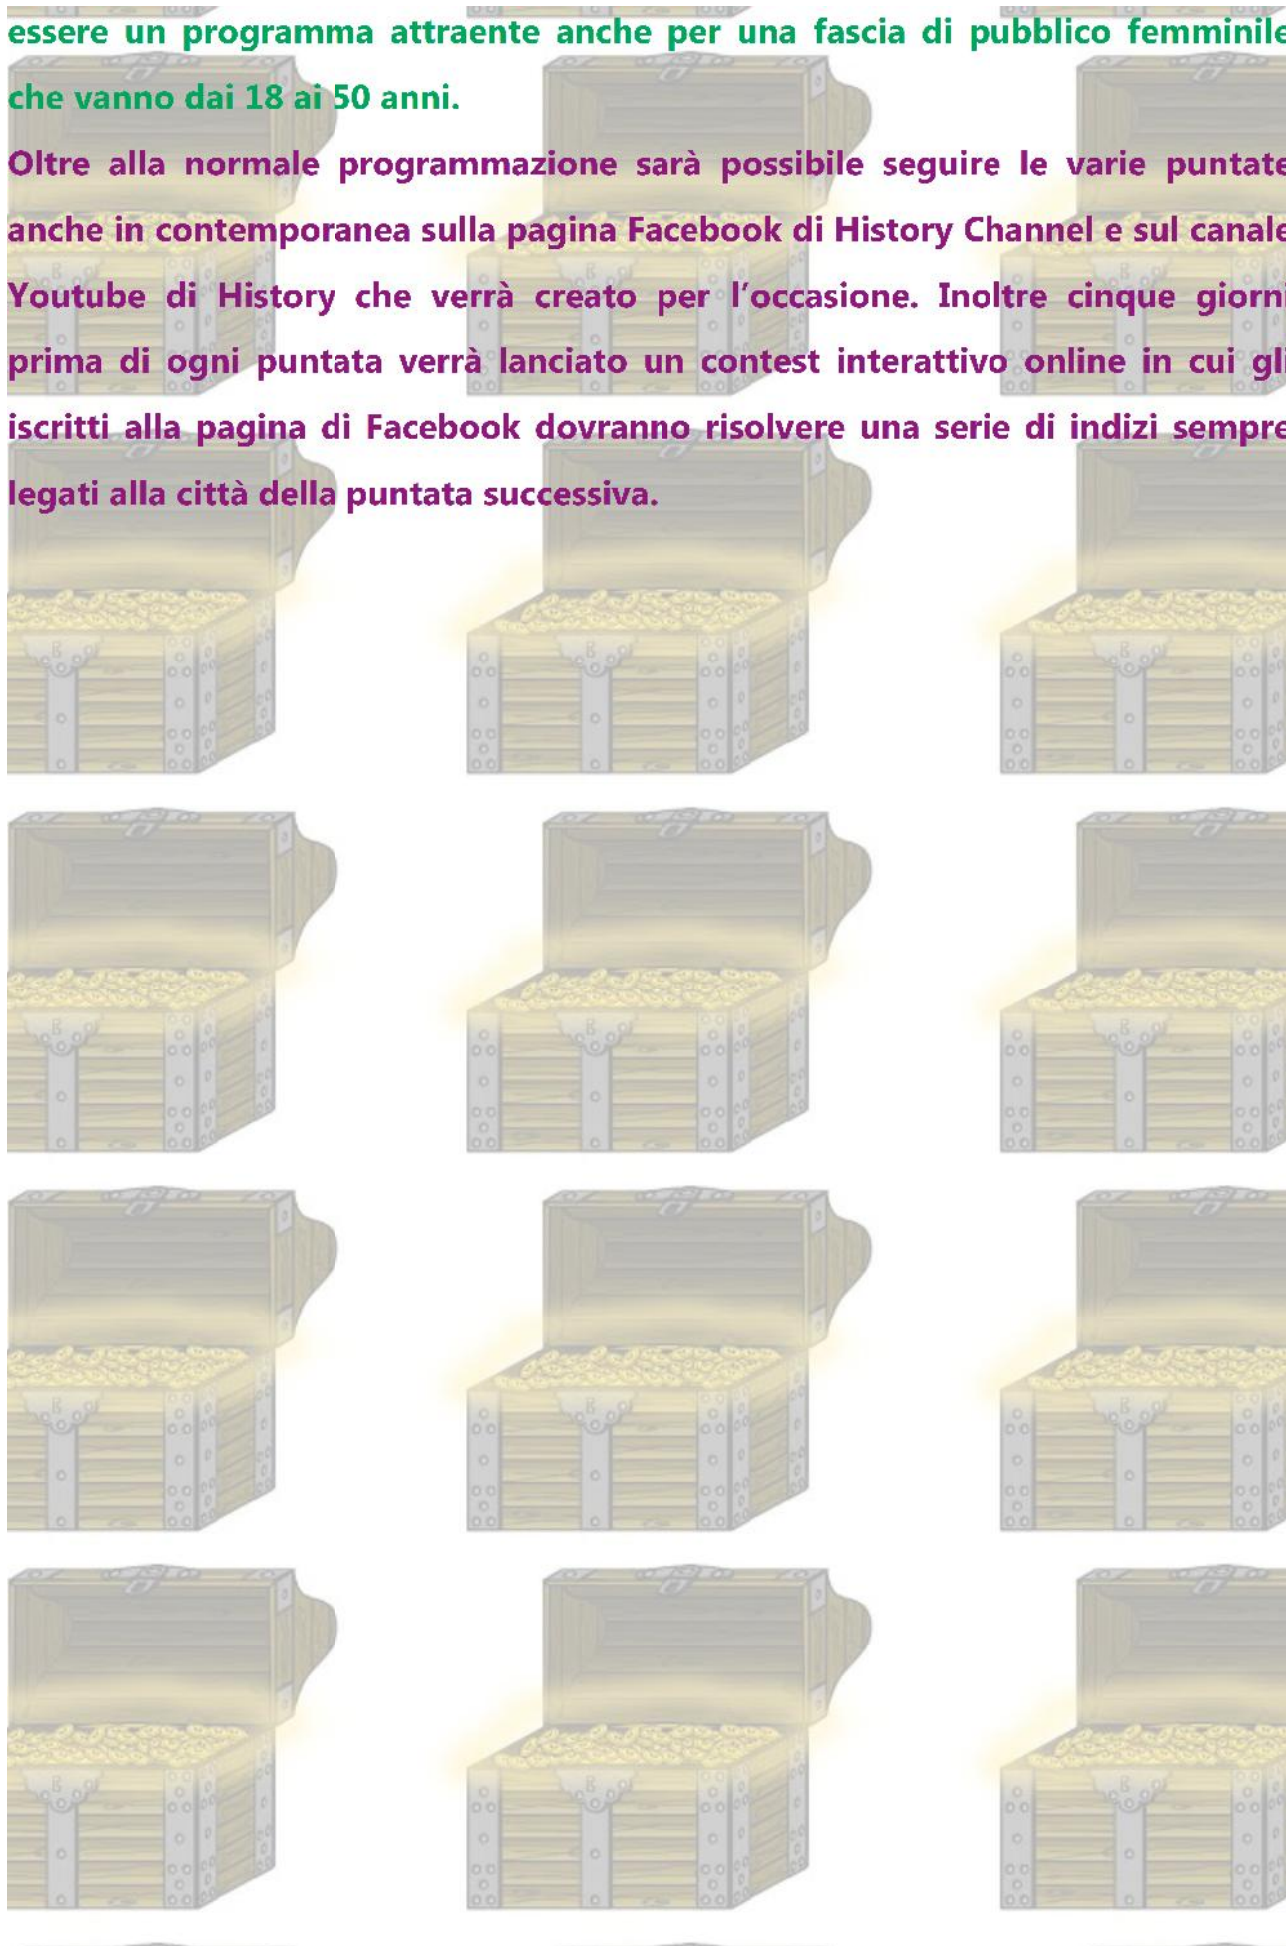 essere un programma attraente anche per una fascia di pubblico femminile
che vanno dai 18 ai 50 anni.
Oltre alla normale programmazione sarà possibile seguire le varie puntate
anche in contemporanea sulla pagina Facebook di History Channel e sul canale
Youtube di History che verrà creato per l’occasione. Inoltre cinque giorni
prima di ogni puntata verrà lanciato un contest interattivo online in cui gli
iscritti alla pagina di Facebook dovranno risolvere una serie di indizi sempre
legati alla città della puntata successiva.